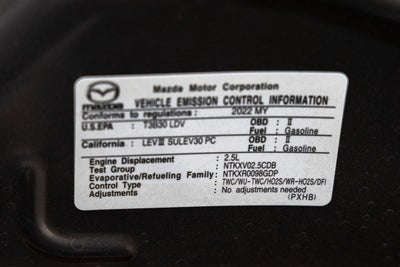 Mazda Motor Corporation
mazda
VEHICLE EMISSION CONTROL INFORMATION
Conforms to regulations: 2022 MY
U.S.EPA : T3B30 LDV OBD : II
Fuel : Gasoline
California : LEVIII SULEV30 PC OBD : II
Fuel : Gasoline
Engine Displacement : 2.5L
Test Group : NTKXV02.5CDB
Evaporative/Refueling Family: NTKXR0098GDP
Control Type : TWC/WU-TWC/HO2S/WR-HO2S/DFI
Adjustments : No adjustments needed
(PXHB)